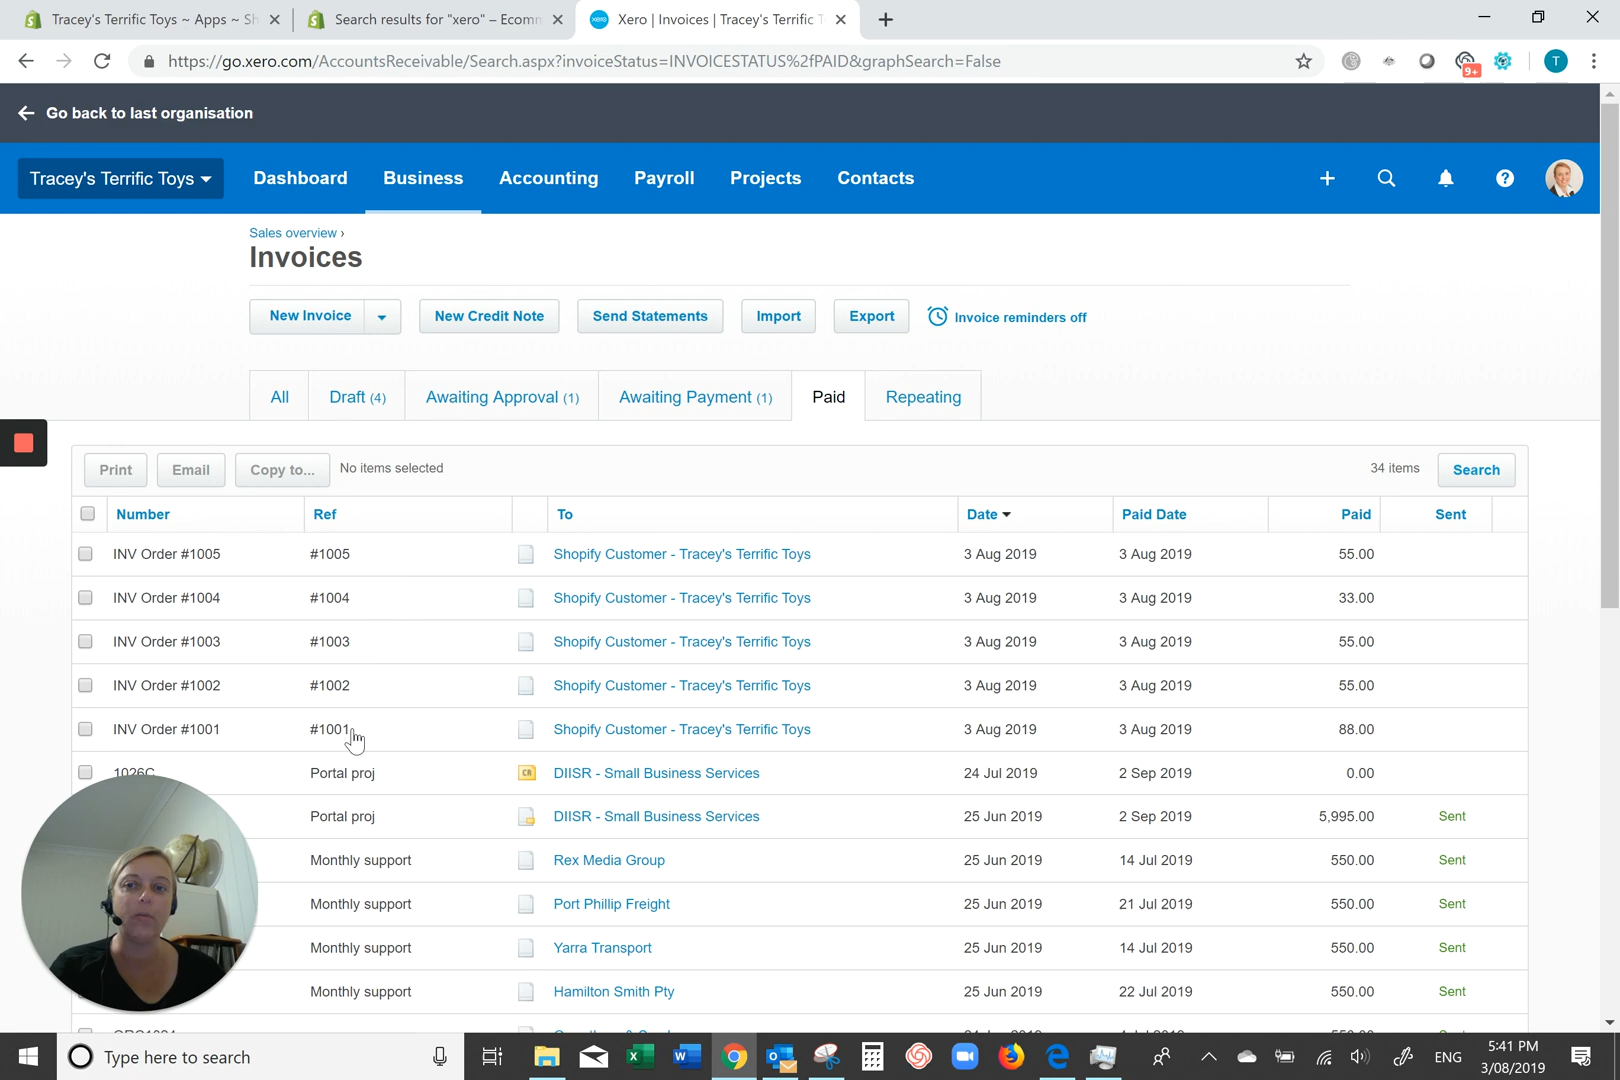 Tracey's Terrific Toys ~ Apps ~ Sh
Search results for "xero" – Ecomm
Xero | Invoices | Tracey's Terrific T
https://go.xero.com/AccountsReceivable/Search.aspx?invoiceStatus=INVOICESTATUS%2fPAID&graphSearch=False
9+
T
Go back to last organisation
Tracey's Terrific Toys
Dashboard
Business
Accounting
Payroll
Projects
Contacts
Sales overview ›
Invoices
New Invoice
New Credit Note
Send Statements
Import
Export
Invoice reminders off
All
Draft (4)
Awaiting Approval (1)
Awaiting Payment (1)
Paid
Repeating
Print
Email
Copy to...
No items selected
34 items
Search
Number Ref To Date Paid Date Paid Sent
INV Order #1005 #1005 Shopify Customer - Tracey's Terrific Toys 3 Aug 2019 3 Aug 2019 55.00
INV Order #1004 #1004 Shopify Customer - Tracey's Terrific Toys 3 Aug 2019 3 Aug 2019 33.00
INV Order #1003 #1003 Shopify Customer - Tracey's Terrific Toys 3 Aug 2019 3 Aug 2019 55.00
INV Order #1002 #1002 Shopify Customer - Tracey's Terrific Toys 3 Aug 2019 3 Aug 2019 55.00
INV Order #1001 #1001 Shopify Customer - Tracey's Terrific Toys 3 Aug 2019 3 Aug 2019 88.00
1026C Portal proj CR DIISR - Small Business Services 24 Jul 2019 2 Sep 2019 0.00
Portal proj DIISR - Small Business Services 25 Jun 2019 2 Sep 2019 5,995.00 Sent
Monthly support Rex Media Group 25 Jun 2019 14 Jul 2019 550.00 Sent
Monthly support Port Phillip Freight 25 Jun 2019 21 Jul 2019 550.00 Sent
Monthly support Yarra Transport 25 Jun 2019 14 Jul 2019 550.00 Sent
Monthly support Hamilton Smith Pty 25 Jun 2019 22 Jul 2019 550.00 Sent
Type here to search
ENG
5:41 PM
3/08/2019